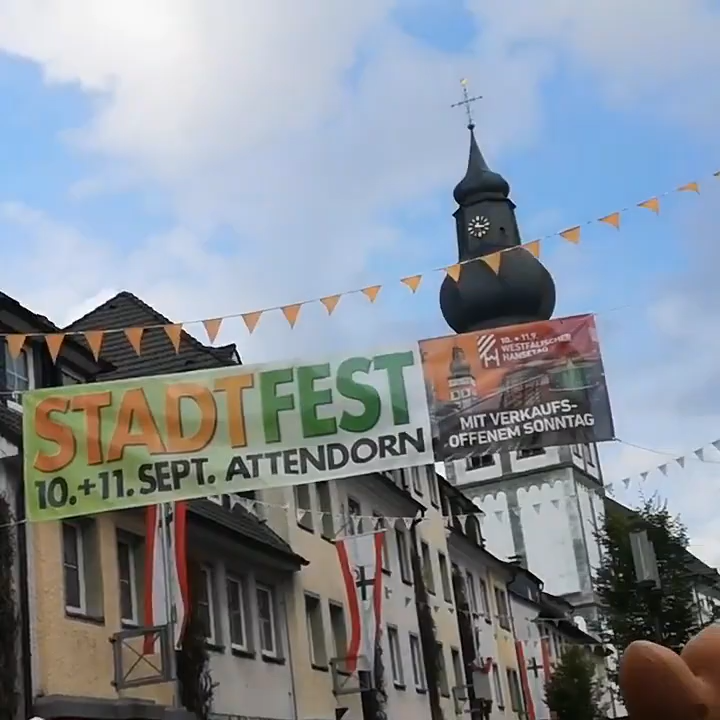 STADTFEST
10.+11. SEPT. ATTENDORN
10. + 11.9.
WESTFÄLISCHER
HANSETAG
MIT VERKAUFS-
OFFENEM SONNTAG